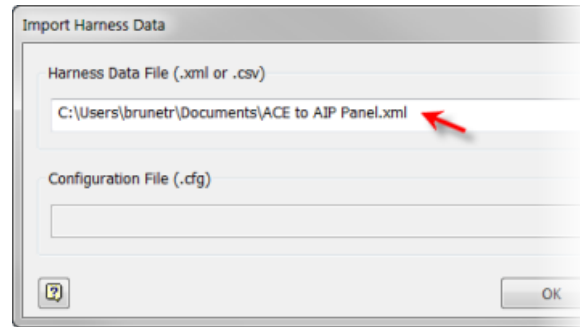 Import Harness Data
Harness Data File (.xml or .csv)
C:\Users\brunetr\Documents\ACE to AIP Panel.xml
Configuration File (.cfg)
?
OK